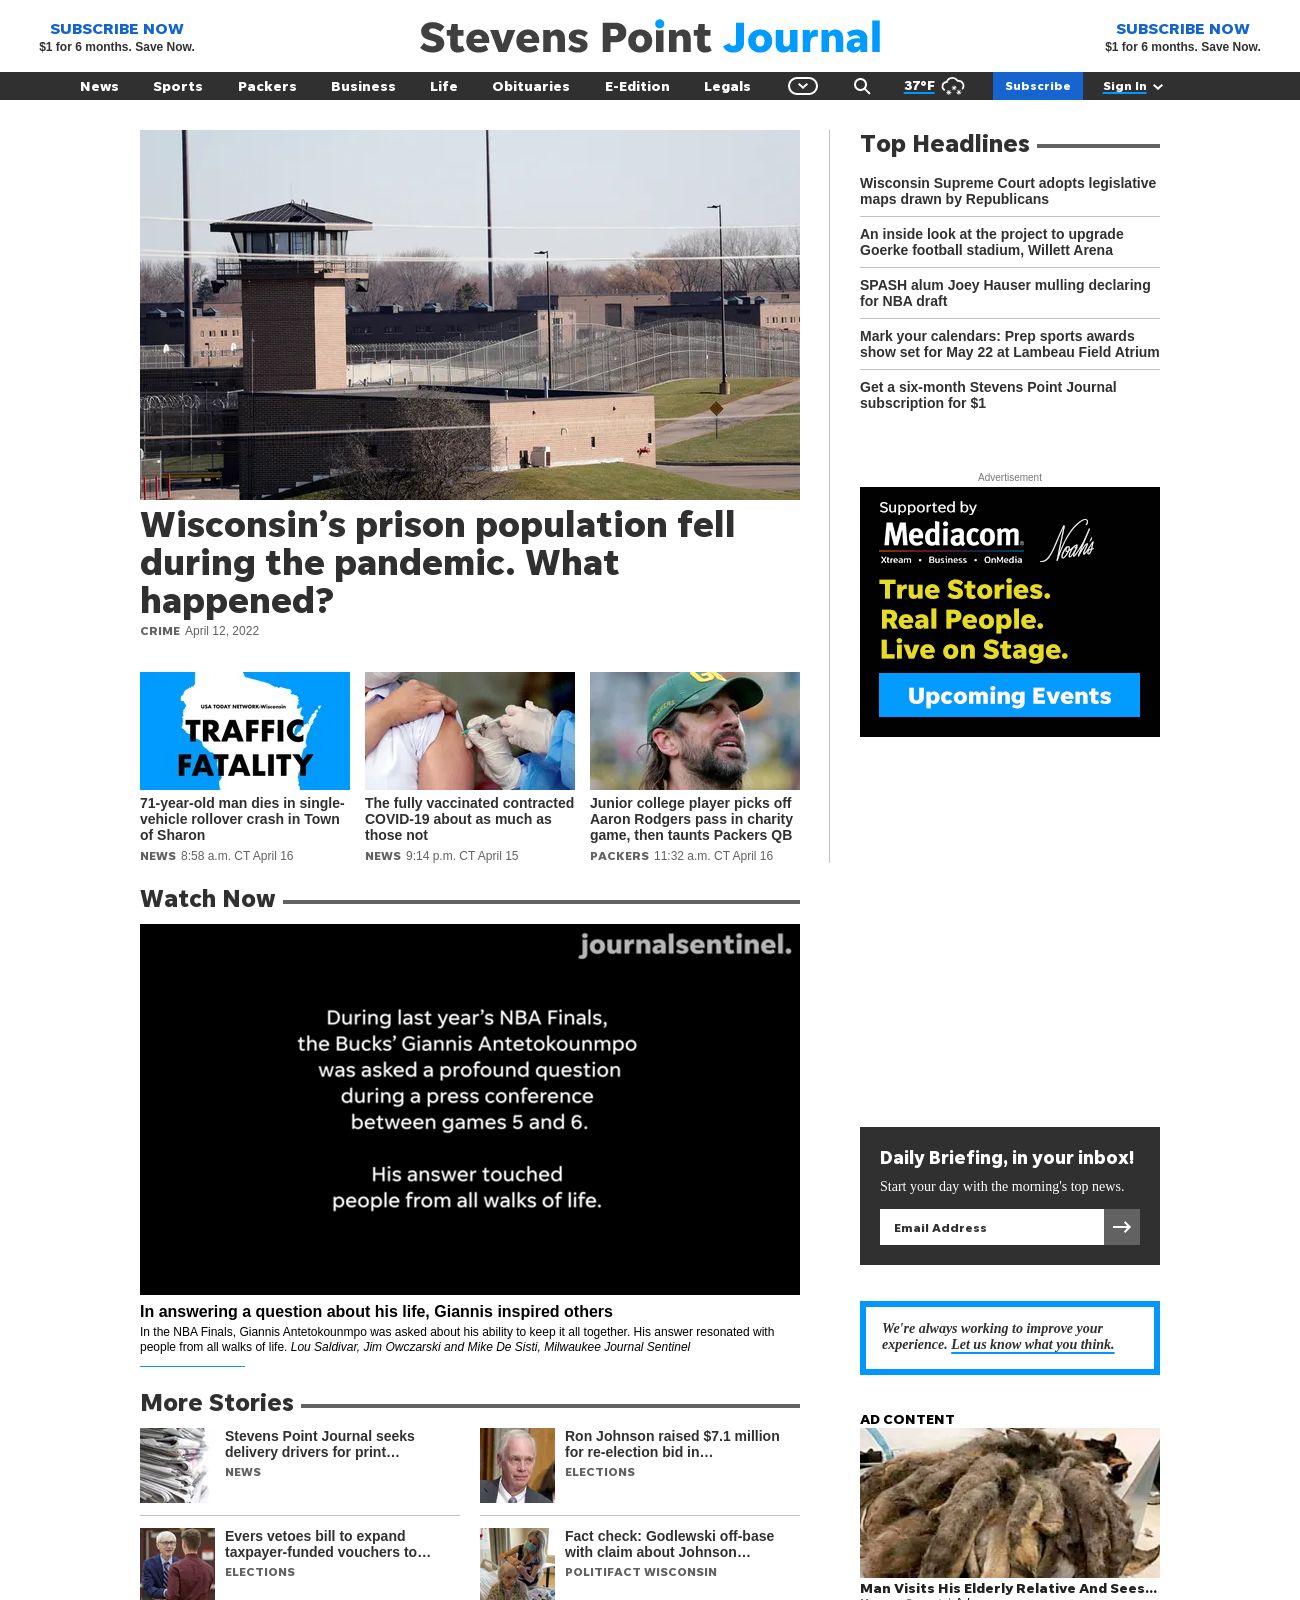 SUBSCRIBE NOW
$1 for 6 months. Save Now.
Stevens Point Journal
SUBSCRIBE NOW
$1 for 6 months. Save Now.
News Sports Packers Business Life Obituaries E-Edition Legals 37°F Subscribe Sign In
Wisconsin’s prison population fell
during the pandemic. What
happened?
CRIME April 12, 2022
USA TODAY NETWORK-Wisconsin
TRAFFIC
FATALITY
71-year-old man dies in single-
vehicle rollover crash in Town
of Sharon
NEWS 8:58 a.m. CT April 16
The fully vaccinated contracted
COVID-19 about as much as
those not
NEWS 9:14 p.m. CT April 15
Junior college player picks off
Aaron Rodgers pass in charity
game, then taunts Packers QB
PACKERS 11:32 a.m. CT April 16
Top Headlines
Wisconsin Supreme Court adopts legislative
maps drawn by Republicans
An inside look at the project to upgrade
Goerke football stadium, Willett Arena
SPASH alum Joey Hauser mulling declaring
for NBA draft
Mark your calendars: Prep sports awards
show set for May 22 at Lambeau Field Atrium
Get a six-month Stevens Point Journal
subscription for $1
Advertisement
Supported by
Mediacom
Noah's
Xtream • Business • OnMedia
True Stories.
Real People.
Live on Stage.
Upcoming Events
Watch Now
journalsentinel.
During last year’s NBA Finals,
the Bucks’ Giannis Antetokounmpo
was asked a profound question
during a press conference
between games 5 and 6.
His answer touched
people from all walks of life.
In answering a question about his life, Giannis inspired others
In the NBA Finals, Giannis Antetokounmpo was asked about his ability to keep it all together. His answer resonated with
people from all walks of life. Lou Saldivar, Jim Owczarski and Mike De Sisti, Milwaukee Journal Sentinel
Daily Briefing, in your inbox!
Start your day with the morning's top news.
Email Address
We're always working to improve your
experience. Let us know what you think.
More Stories
Stevens Point Journal seeks
delivery drivers for print…
NEWS
Ron Johnson raised $7.1 million
for re-election bid in…
ELECTIONS
Evers vetoes bill to expand
taxpayer-funded vouchers to…
ELECTIONS
Fact check: Godlewski off-base
with claim about Johnson…
POLITIFACT WISCONSIN
AD CONTENT
Man Visits His Elderly Relative And Sees…